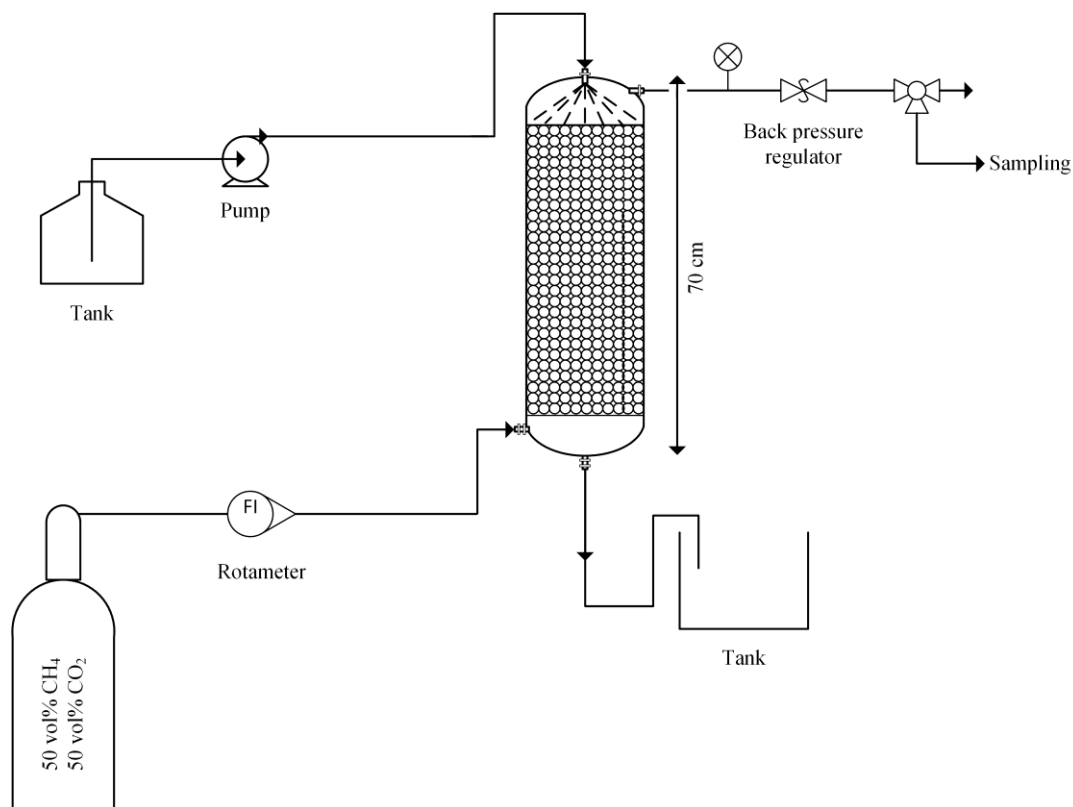 Back pressure
regulator
Sampling
Pump
Tank
70 cm
FI
Rotameter
Tank
50 vol% CH₄
50 vol% CO₂